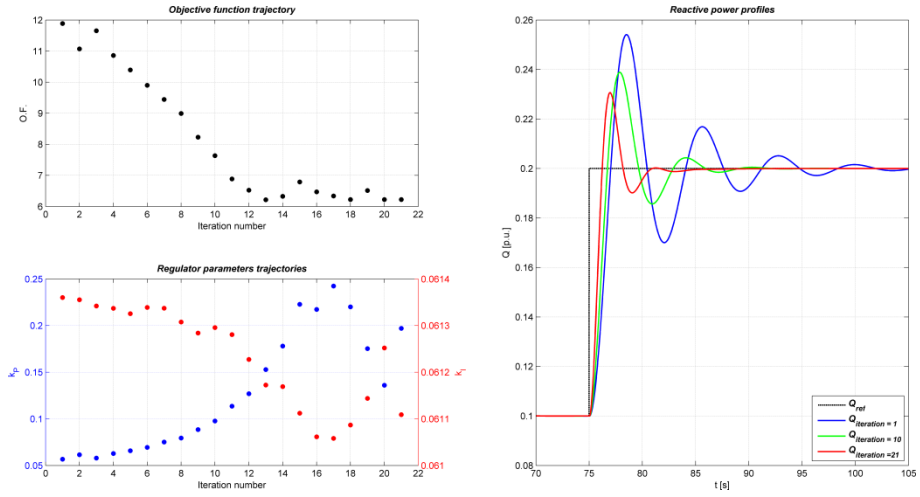 Objective function trajectory
12
11
10
9
8
7
6
O.F.
0 2 4 6 8 10 12 14 16 18 20 22
Iteration number
Regulator parameters trajectories
0.25
0.2
0.15
0.1
0.05
k_P
0.0614
0.0613
0.0612
0.0611
0.061
k_I
0 2 4 6 8 10 12 14 16 18 20 22
Iteration number
Reactive power profiles
0.26
0.24
0.22
0.2
0.18
0.16
0.14
0.12
0.1
0.08
Q [p.u.]
70 75 80 85 90 95 100 105
t [s]
Q_ref
Q_iteration = 1
Q_iteration = 10
Q_iteration =21